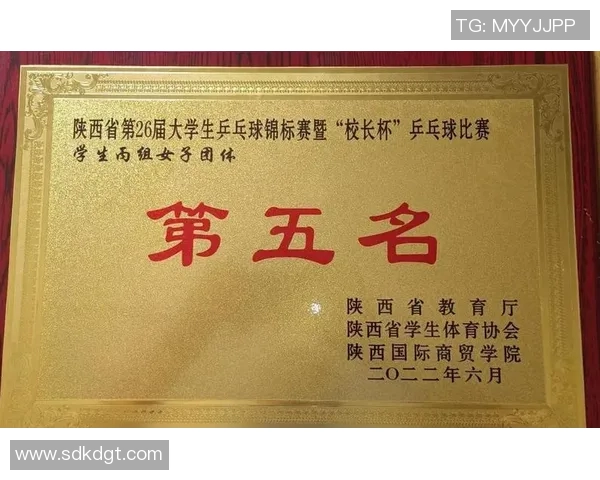 TG: MYYJJPP
陕西省第26届大学生乒乓球锦标赛暨“校长杯”乒乓球比赛
学生丙组女子团体
第五名
陕西省教育厅
陕西省学生体育协会
陕西国际商贸学院
二〇二二年六月
www.sdkdgt.com